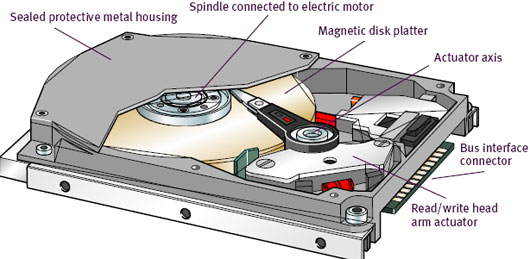 Spindle connected to electric motor
Sealed protective metal housing
Magnetic disk platter
Actuator axis
Bus interface
connector
Read/write head
arm actuator